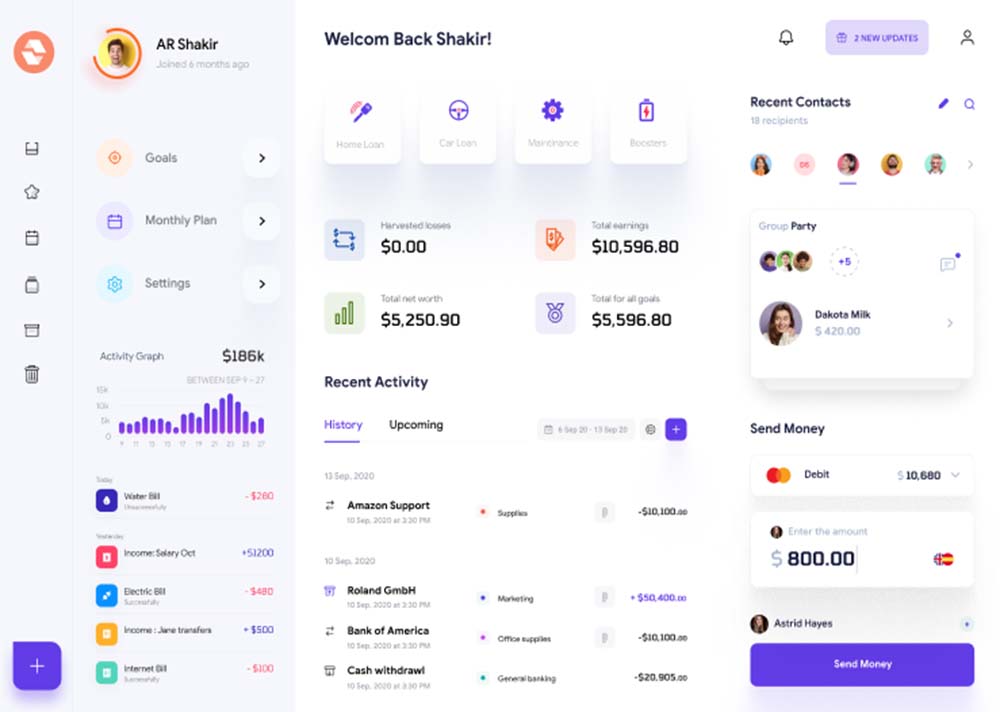 AR Shakir
Joined 6 months ago
Goals
Monthly Plan
Settings
Activity Graph
$186k
BETWEEN SEP 9 - 27
15k
10k
5k
0
9 11 13 15 17 19 21 23 25 27
Today
Water Bill
Unsuccessfully
- $280
Yesterday
Income: Salary Oct
+$1200
Electric Bill
Successfully
- $480
Income : Jane transfers
+ $500
Internet Bill
Successfully
- $100
Welcom Back Shakir!
2 NEW UPDATES
Home Loan
Car Loan
Maintinance
Boosters
Harvested losses
$0.00
Total earnings
$10,596.80
Total net worth
$5,250.90
Total for all goals
$5,596.80
Recent Activity
History
Upcoming
6 Sep 20 - 13 Sep 20
13 Sep, 2020
Amazon Support
10 Sep, 2020 at 3:30 PM
Supplies
-$10,100.00
10 Sep, 2020
Roland GmbH
10 Sep, 2020 at 3:30 PM
Marketing
+ $50,400.00
Bank of America
10 Sep, 2020 at 3:30 PM
Office supplies
-$10,100.00
Cash withdrawl
10 Sep, 2020 at 3:30 PM
General banking
-$20,905.00
Recent Contacts
18 recipients
Group Party
+5
Dakota Milk
$ 420.00
Send Money
Debit
$ 10,680
Enter the amount
$ 800.00
Astrid Hayes
+
Send Money